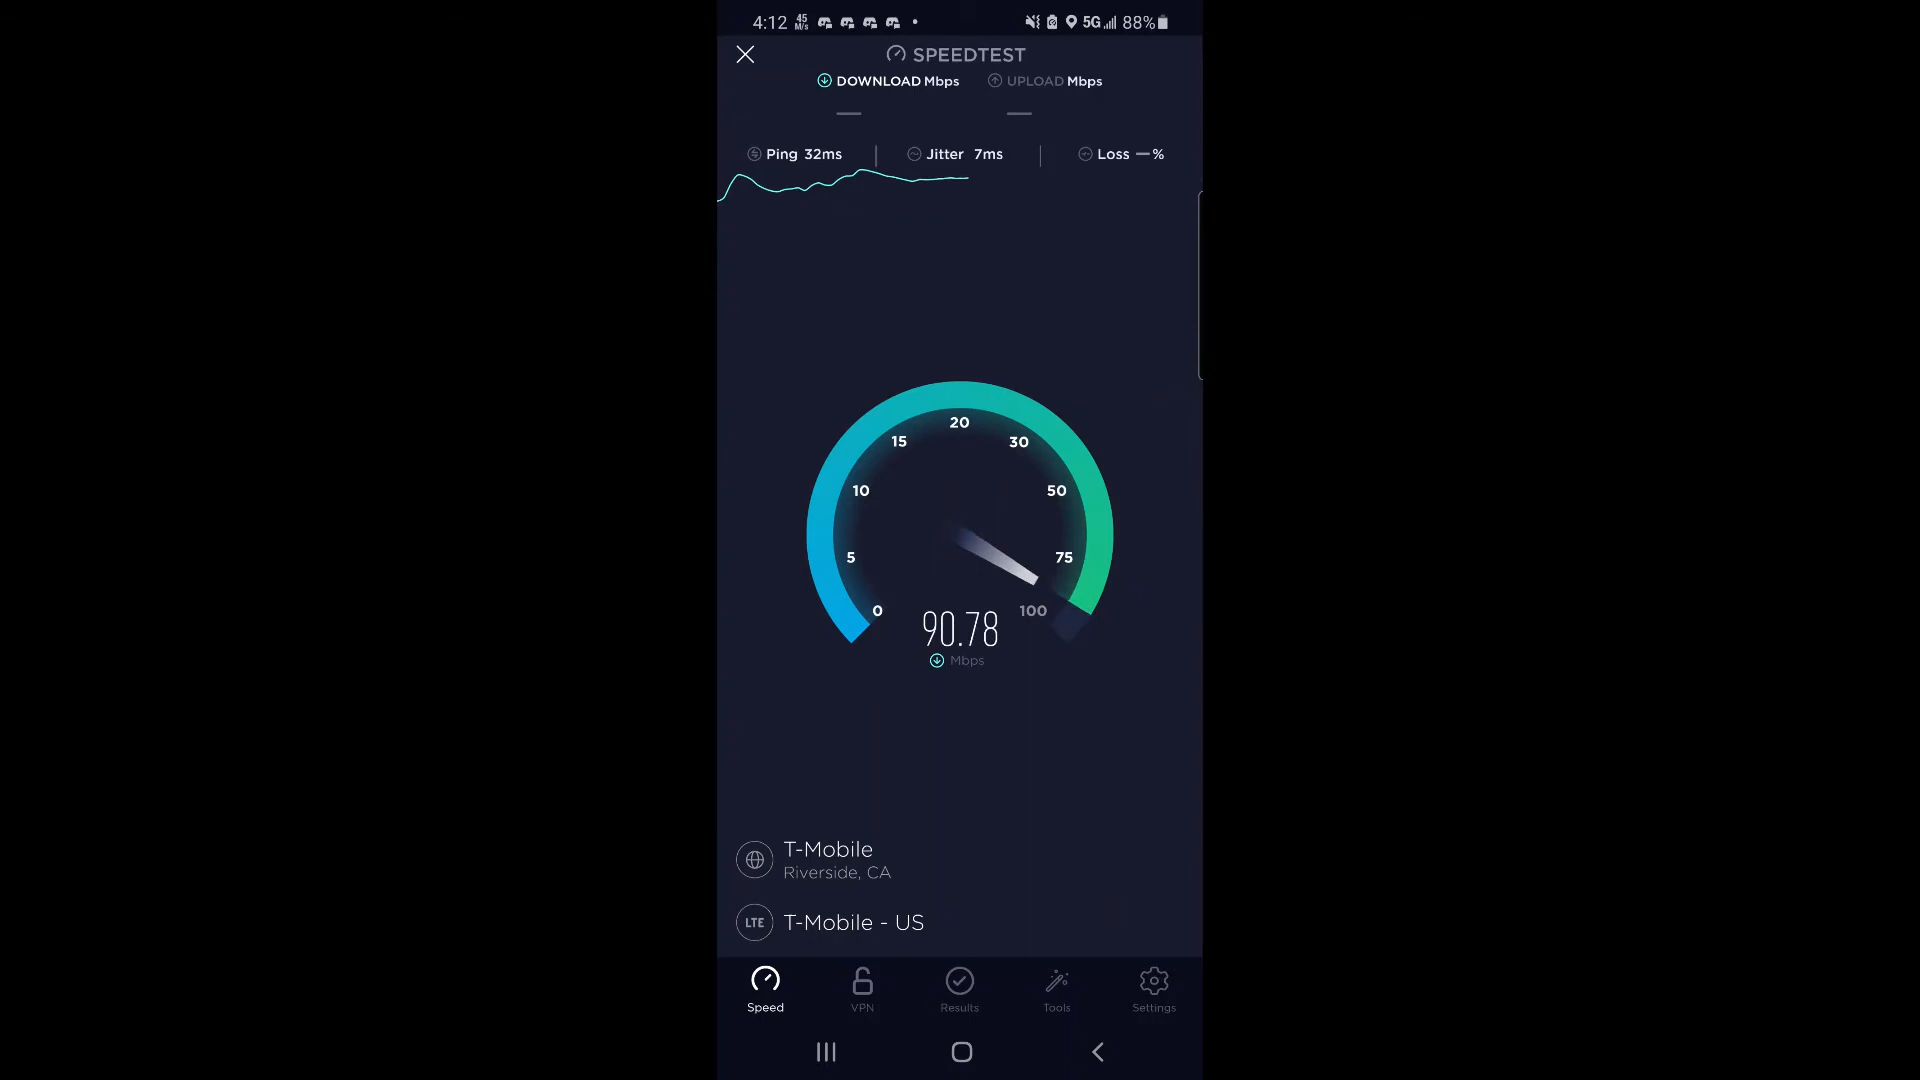 4:12 45 M/s 5G 88%
SPEEDTEST
DOWNLOAD Mbps UPLOAD Mbps
— —
Ping 32ms Jitter 7ms Loss — %
20
15 30
10 50
5 75
0 100
90.78
Mbps
T-Mobile
Riverside, CA
LTE T-Mobile - US
Speed VPN Results Tools Settings